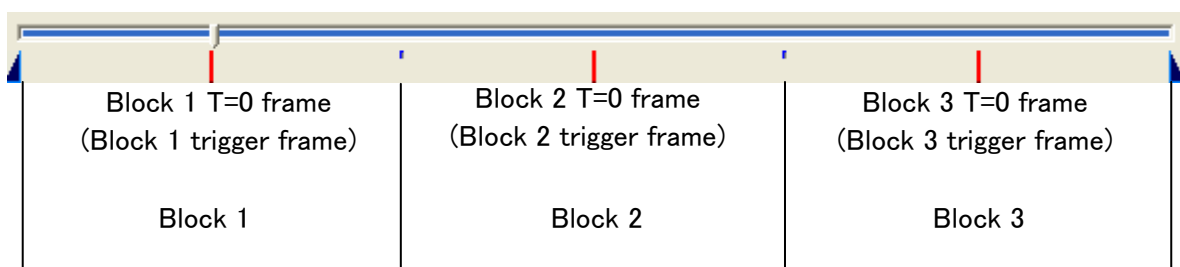 Block 1 T=0 frame
(Block 1 trigger frame)
Block 2 T=0 frame
(Block 2 trigger frame)
Block 3 T=0 frame
(Block 3 trigger frame)
Block 1
Block 2
Block 3